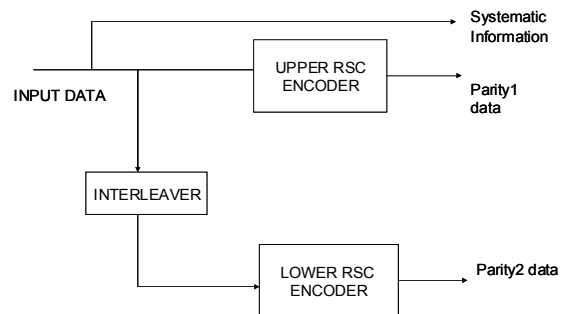 Systematic
Information
UPPER RSC
ENCODER
INPUT DATA
Parity1
data
INTERLEAVER
LOWER RSC
ENCODER
Parity2 data